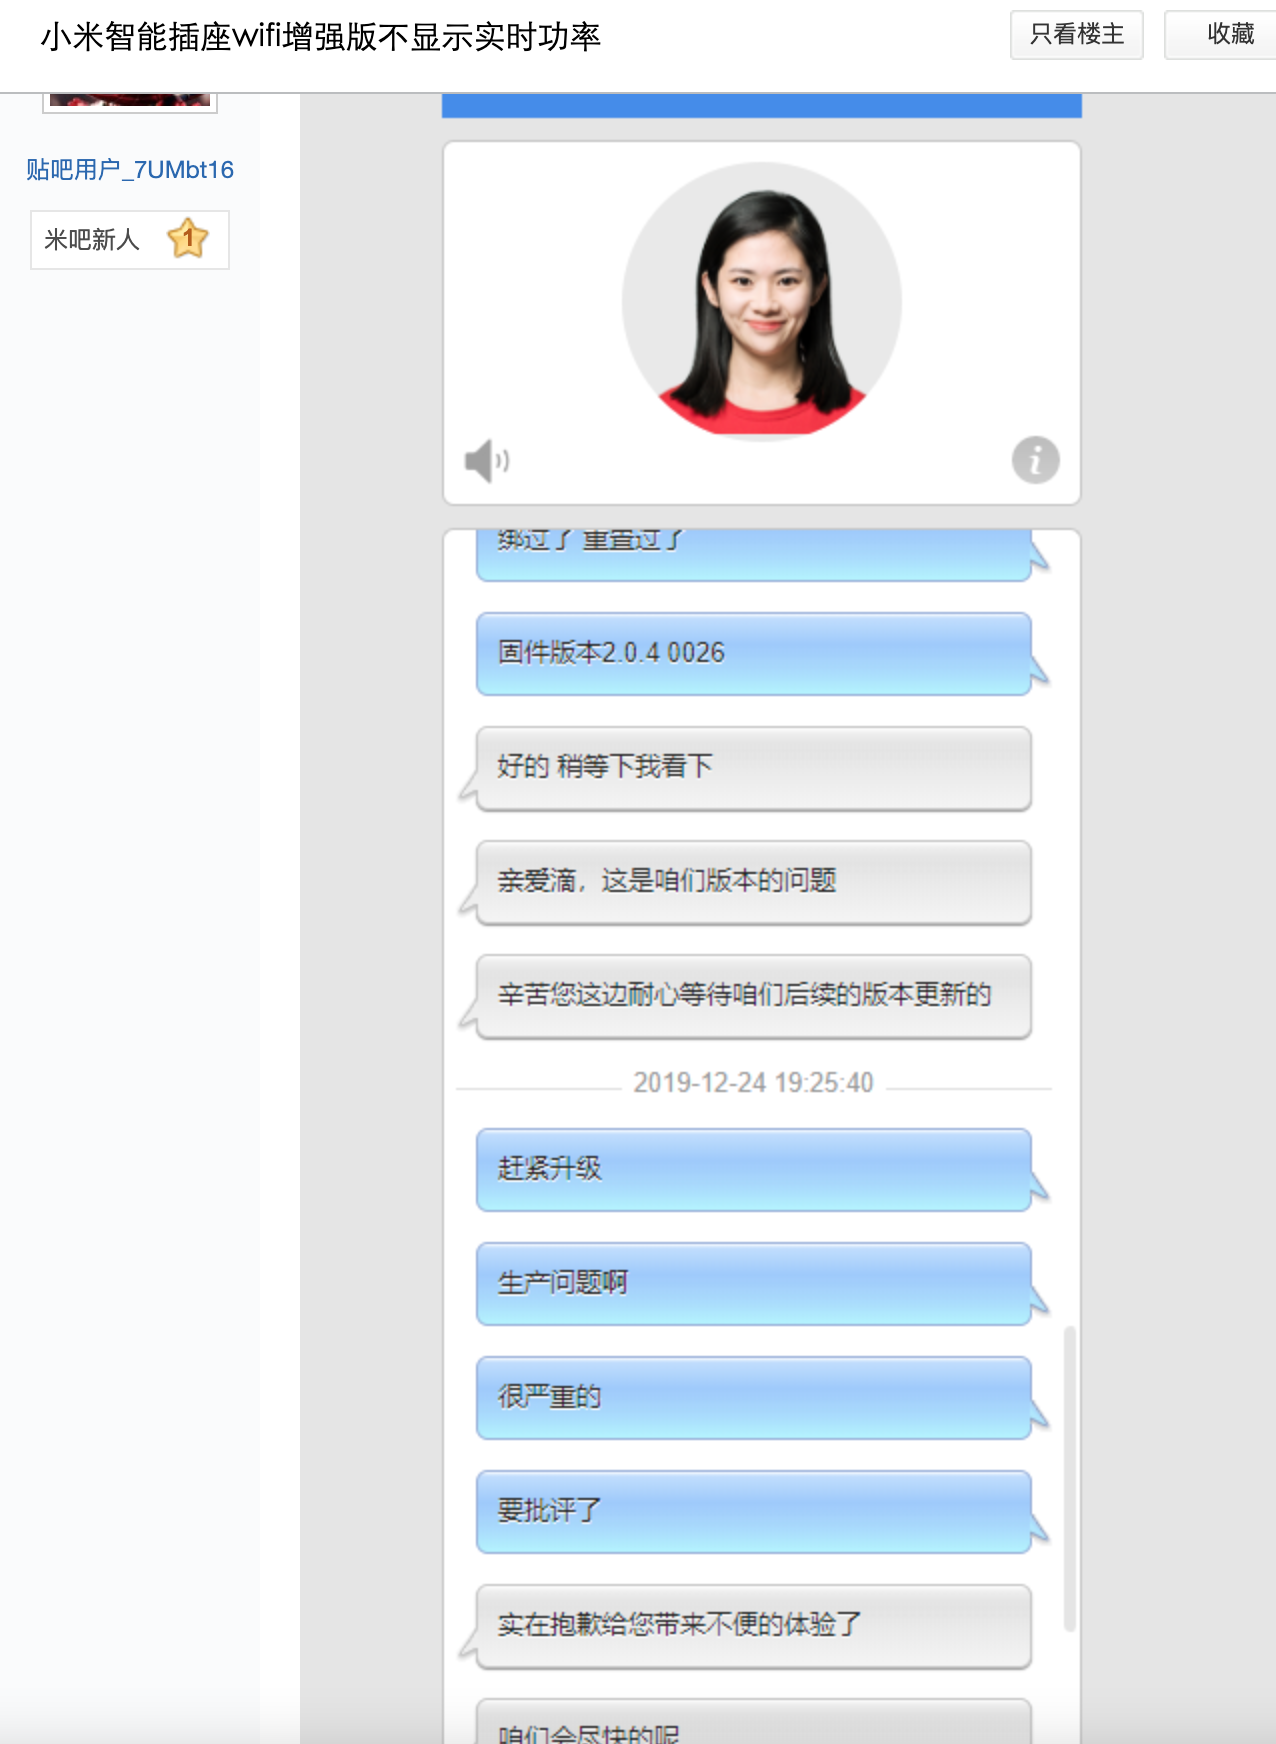 小米智能插座wifi增强版不显示实时功率
只看楼主
收藏
贴吧用户_7UMbt16
米吧新人 1
绑过了 重置过了
固件版本2.0.4 0026
好的 稍等下我看下
亲爱滴，这是咱们版本的问题
辛苦您这边耐心等待咱们后续的版本更新的
2019-12-24 19:25:40
赶紧升级
生产问题啊
很严重的
要批评了
实在抱歉给您带来不便的体验了
咱们会尽快的呢